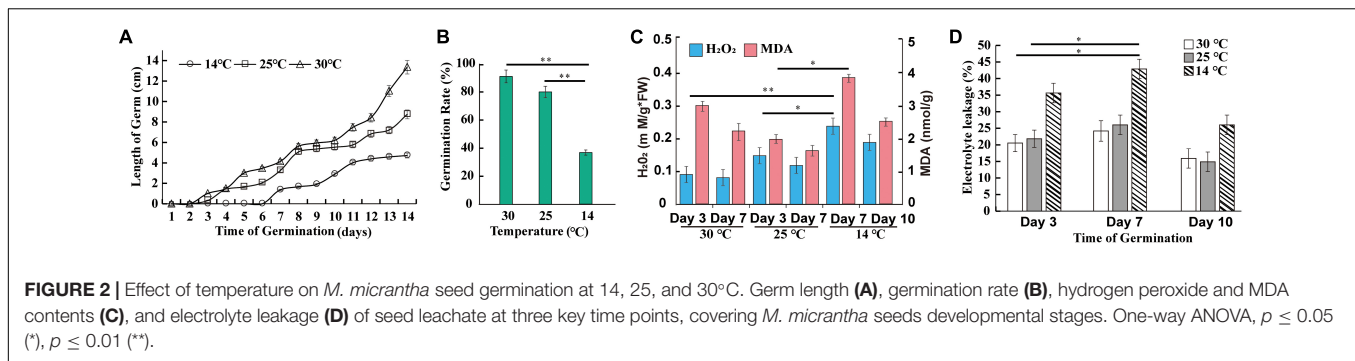 A
14°C 25°C 30°C
Length of Germ (cm)
14
12
10
8
6
4
2
0
1 2 3 4 5 6 7 8 9 10 11 12 13 14
Time of Germination (days)
B
Germination Rate (%)
100
80
60
40
20
0
**
**
30 25 14
Temperature (°C)
C
H₂O₂ MDA
H₂O₂ (m M/g*FW)
0.5
0.4
0.3
0.2
0.1
0
**
*
*
5
4
3
2
1
0
MDA (nmol/g)
Day 3 Day 7 Day 3 Day 7 Day 7 Day 10
30 °C 25 °C 14 °C
D
30 °C
25 °C
14 °C
Electrolyte leakage (%)
50
45
40
35
30
25
20
15
10
5
0
*
*
Day 3 Day 7 Day 10
Time of Germination
FIGURE 2 | Effect of temperature on M. micrantha seed germination at 14, 25, and 30°C. Germ length (A), germination rate (B), hydrogen peroxide and MDA
contents (C), and electrolyte leakage (D) of seed leachate at three key time points, covering M. micrantha seeds developmental stages. One-way ANOVA, p ≤ 0.05
(*), p ≤ 0.01 (**).